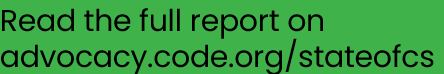 Read the full report on
advocacy.code.org/stateofcs